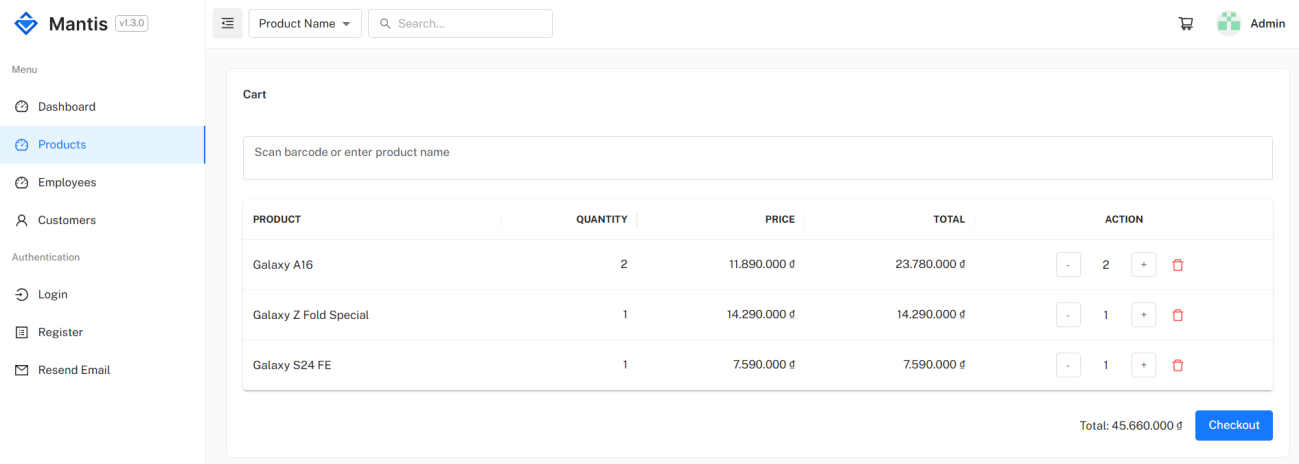 Mantis v1.3.0
Product Name
Search...
Admin
Menu
Dashboard
Products
Employees
Customers
Authentication
Login
Register
Resend Email
Cart
Scan barcode or enter product name
PRODUCT QUANTITY PRICE TOTAL ACTION
Galaxy A16 2 11.890.000 ₫ 23.780.000 ₫ - 2 +
Galaxy Z Fold Special 1 14.290.000 ₫ 14.290.000 ₫ - 1 +
Galaxy S24 FE 1 7.590.000 ₫ 7.590.000 ₫ - 1 +
Total: 45.660.000 ₫ Checkout